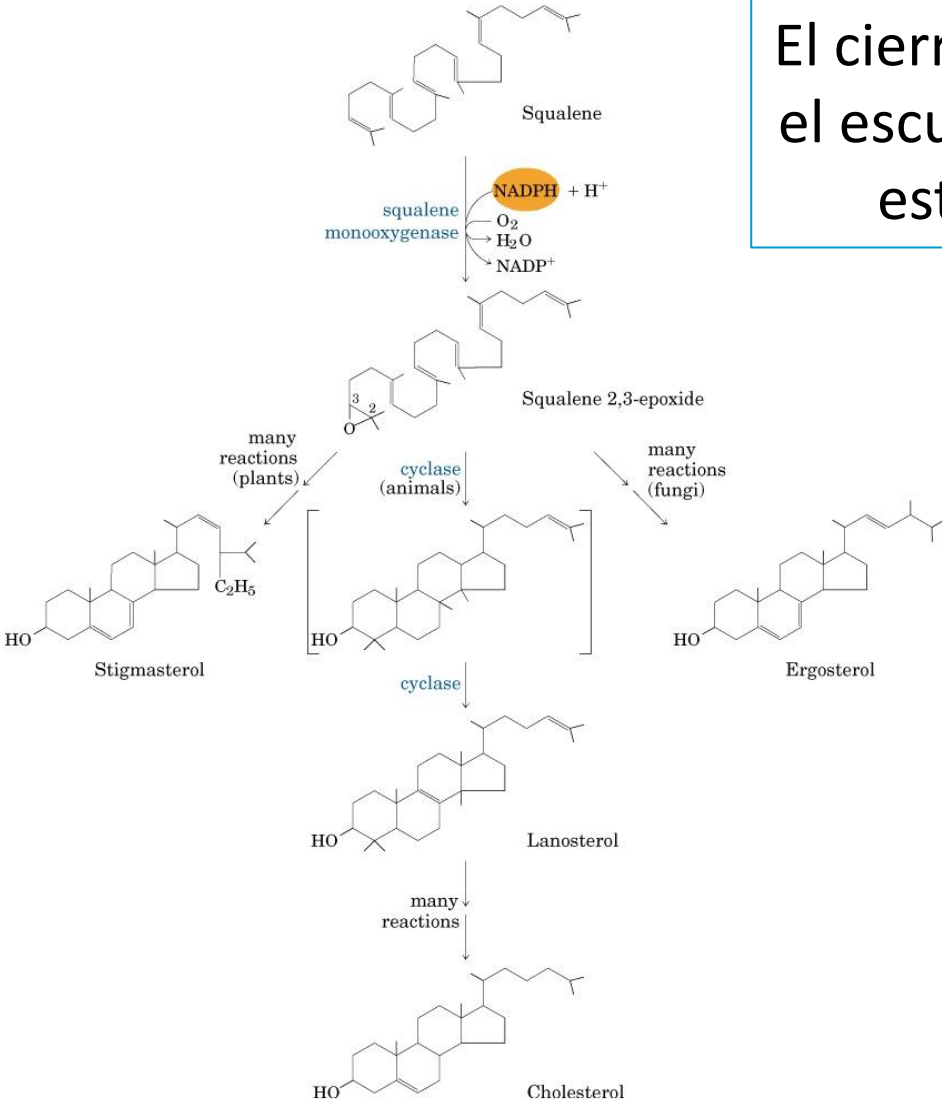 El cierr
el escu
est
Squalene
NADPH + H⁺
squalene
monooxygenase
O₂
H₂O
NADP⁺
3
2
O
Squalene 2,3-epoxide
many
reactions
(plants)
cyclase
(animals)
many
reactions
(fungi)
C₂H₅
HO
HO
HO
Stigmasterol
Ergosterol
cyclase
HO
Lanosterol
many
reactions
HO
Cholesterol